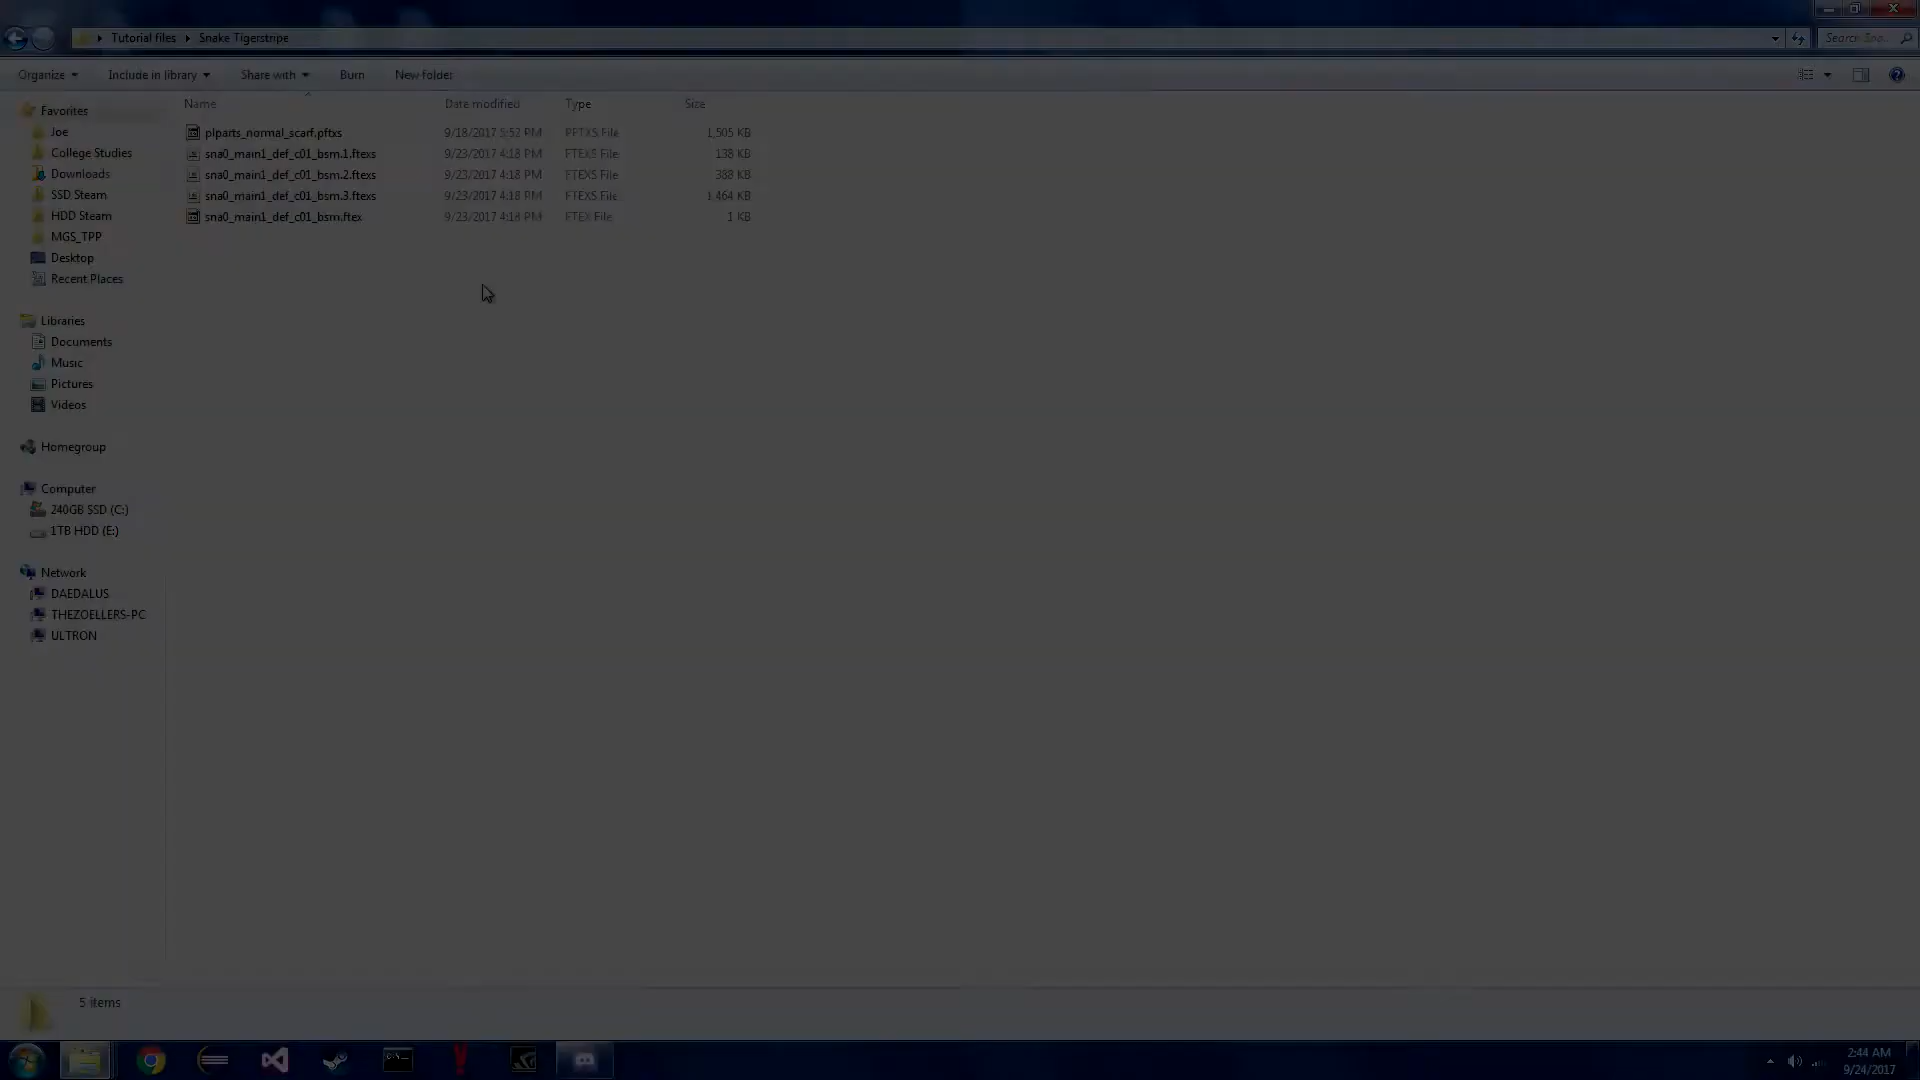 Tutorial files Snake Tigerstripe
Organize Include in library Share with Burn New folder
Name Date modified Type Size
plparts_normal_scarf.pftxs 9/18/2017 5:52 PM PFTXS File 1,505 KB
sna0_main1_def_c01_bsm.1.ftexs 9/23/2017 4:18 PM FTEXS File 138 KB
sna0_main1_def_c01_bsm.2.ftexs 9/23/2017 4:18 PM FTEXS File 388 KB
sna0_main1_def_c01_bsm.3.ftexs 9/23/2017 4:18 PM FTEXS File 1,464 KB
sna0_main1_def_c01_bsm.ftex 9/23/2017 4:18 PM FTEX File 1 KB
Favorites
Joe
College Studies
Downloads
SSD Steam
HDD Steam
MGS_TPP
Desktop
Recent Places
Libraries
Documents
Music
Pictures
Videos
Homegroup
Computer
240GB SSD (C:)
1TB HDD (E:)
Network
DAEDALUS
THEZOELLERS-PC
ULTRON
5 items
2:44 AM
9/24/2017